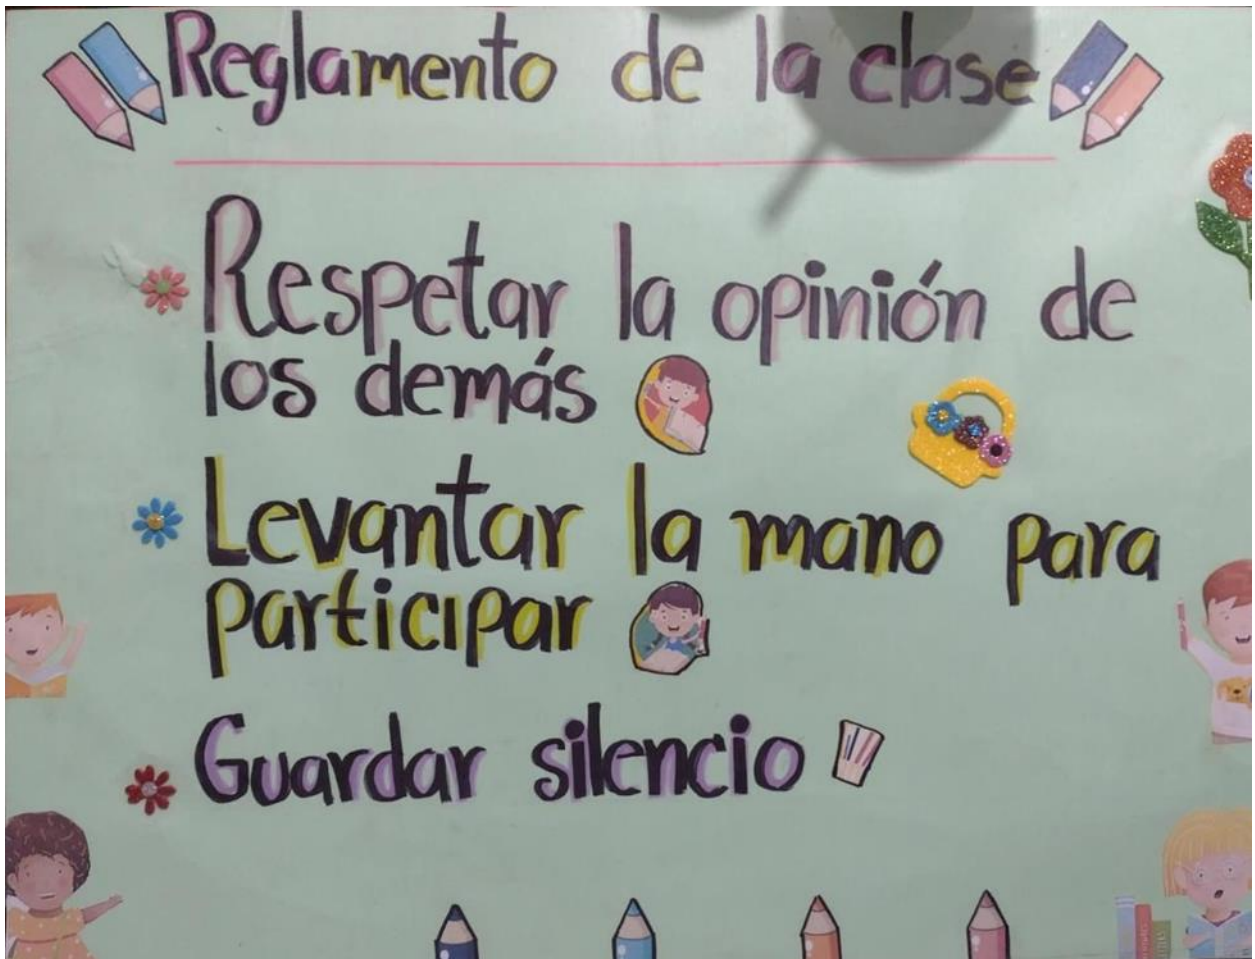 Reglamento de la clase
Respetar la opinión de
los demás
Levantar la mano para
participar
Guardar silencio